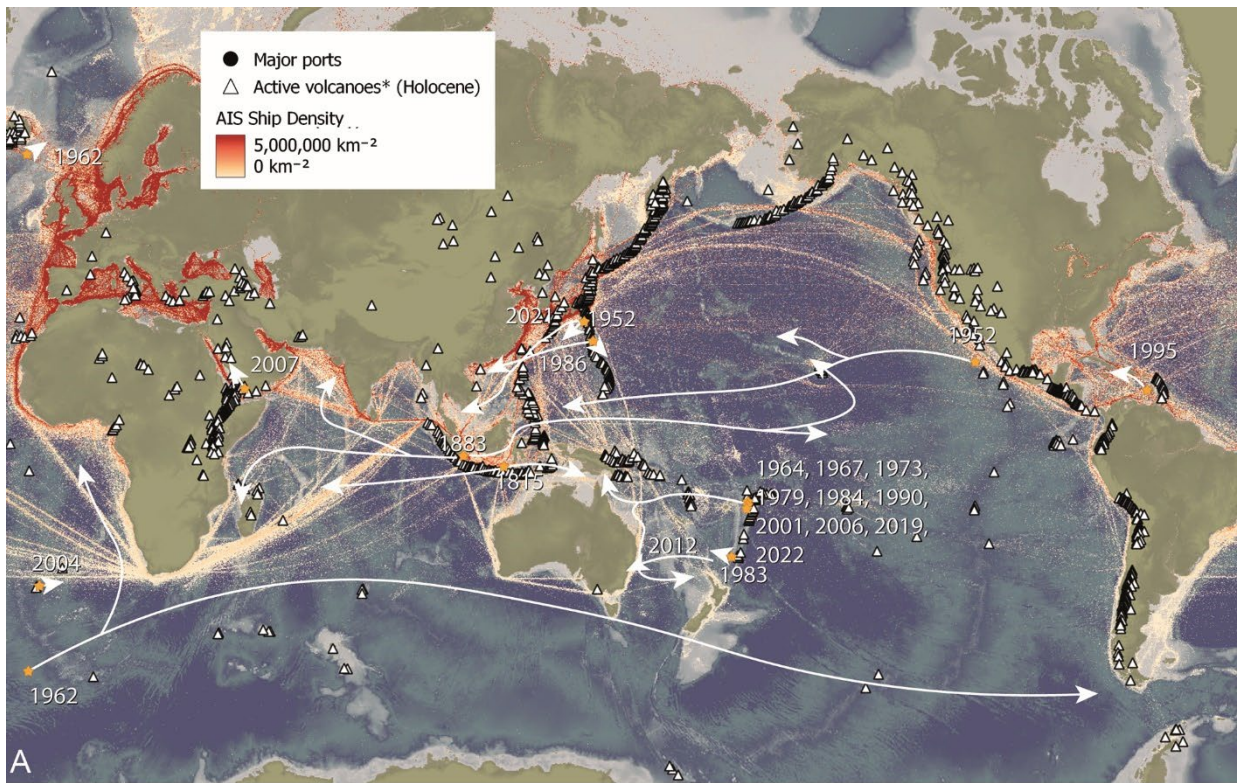 Major ports
Active volcanoes* (Holocene)
AIS Ship Density
5,000,000 km⁻²
0 km⁻²
1962
2007
2021
1952
1986
1952
1995
1883
1815
1964, 1967, 1973,
1979, 1984, 1990,
2001, 2006, 2019,
2022
2012
1983
2004
1962
A